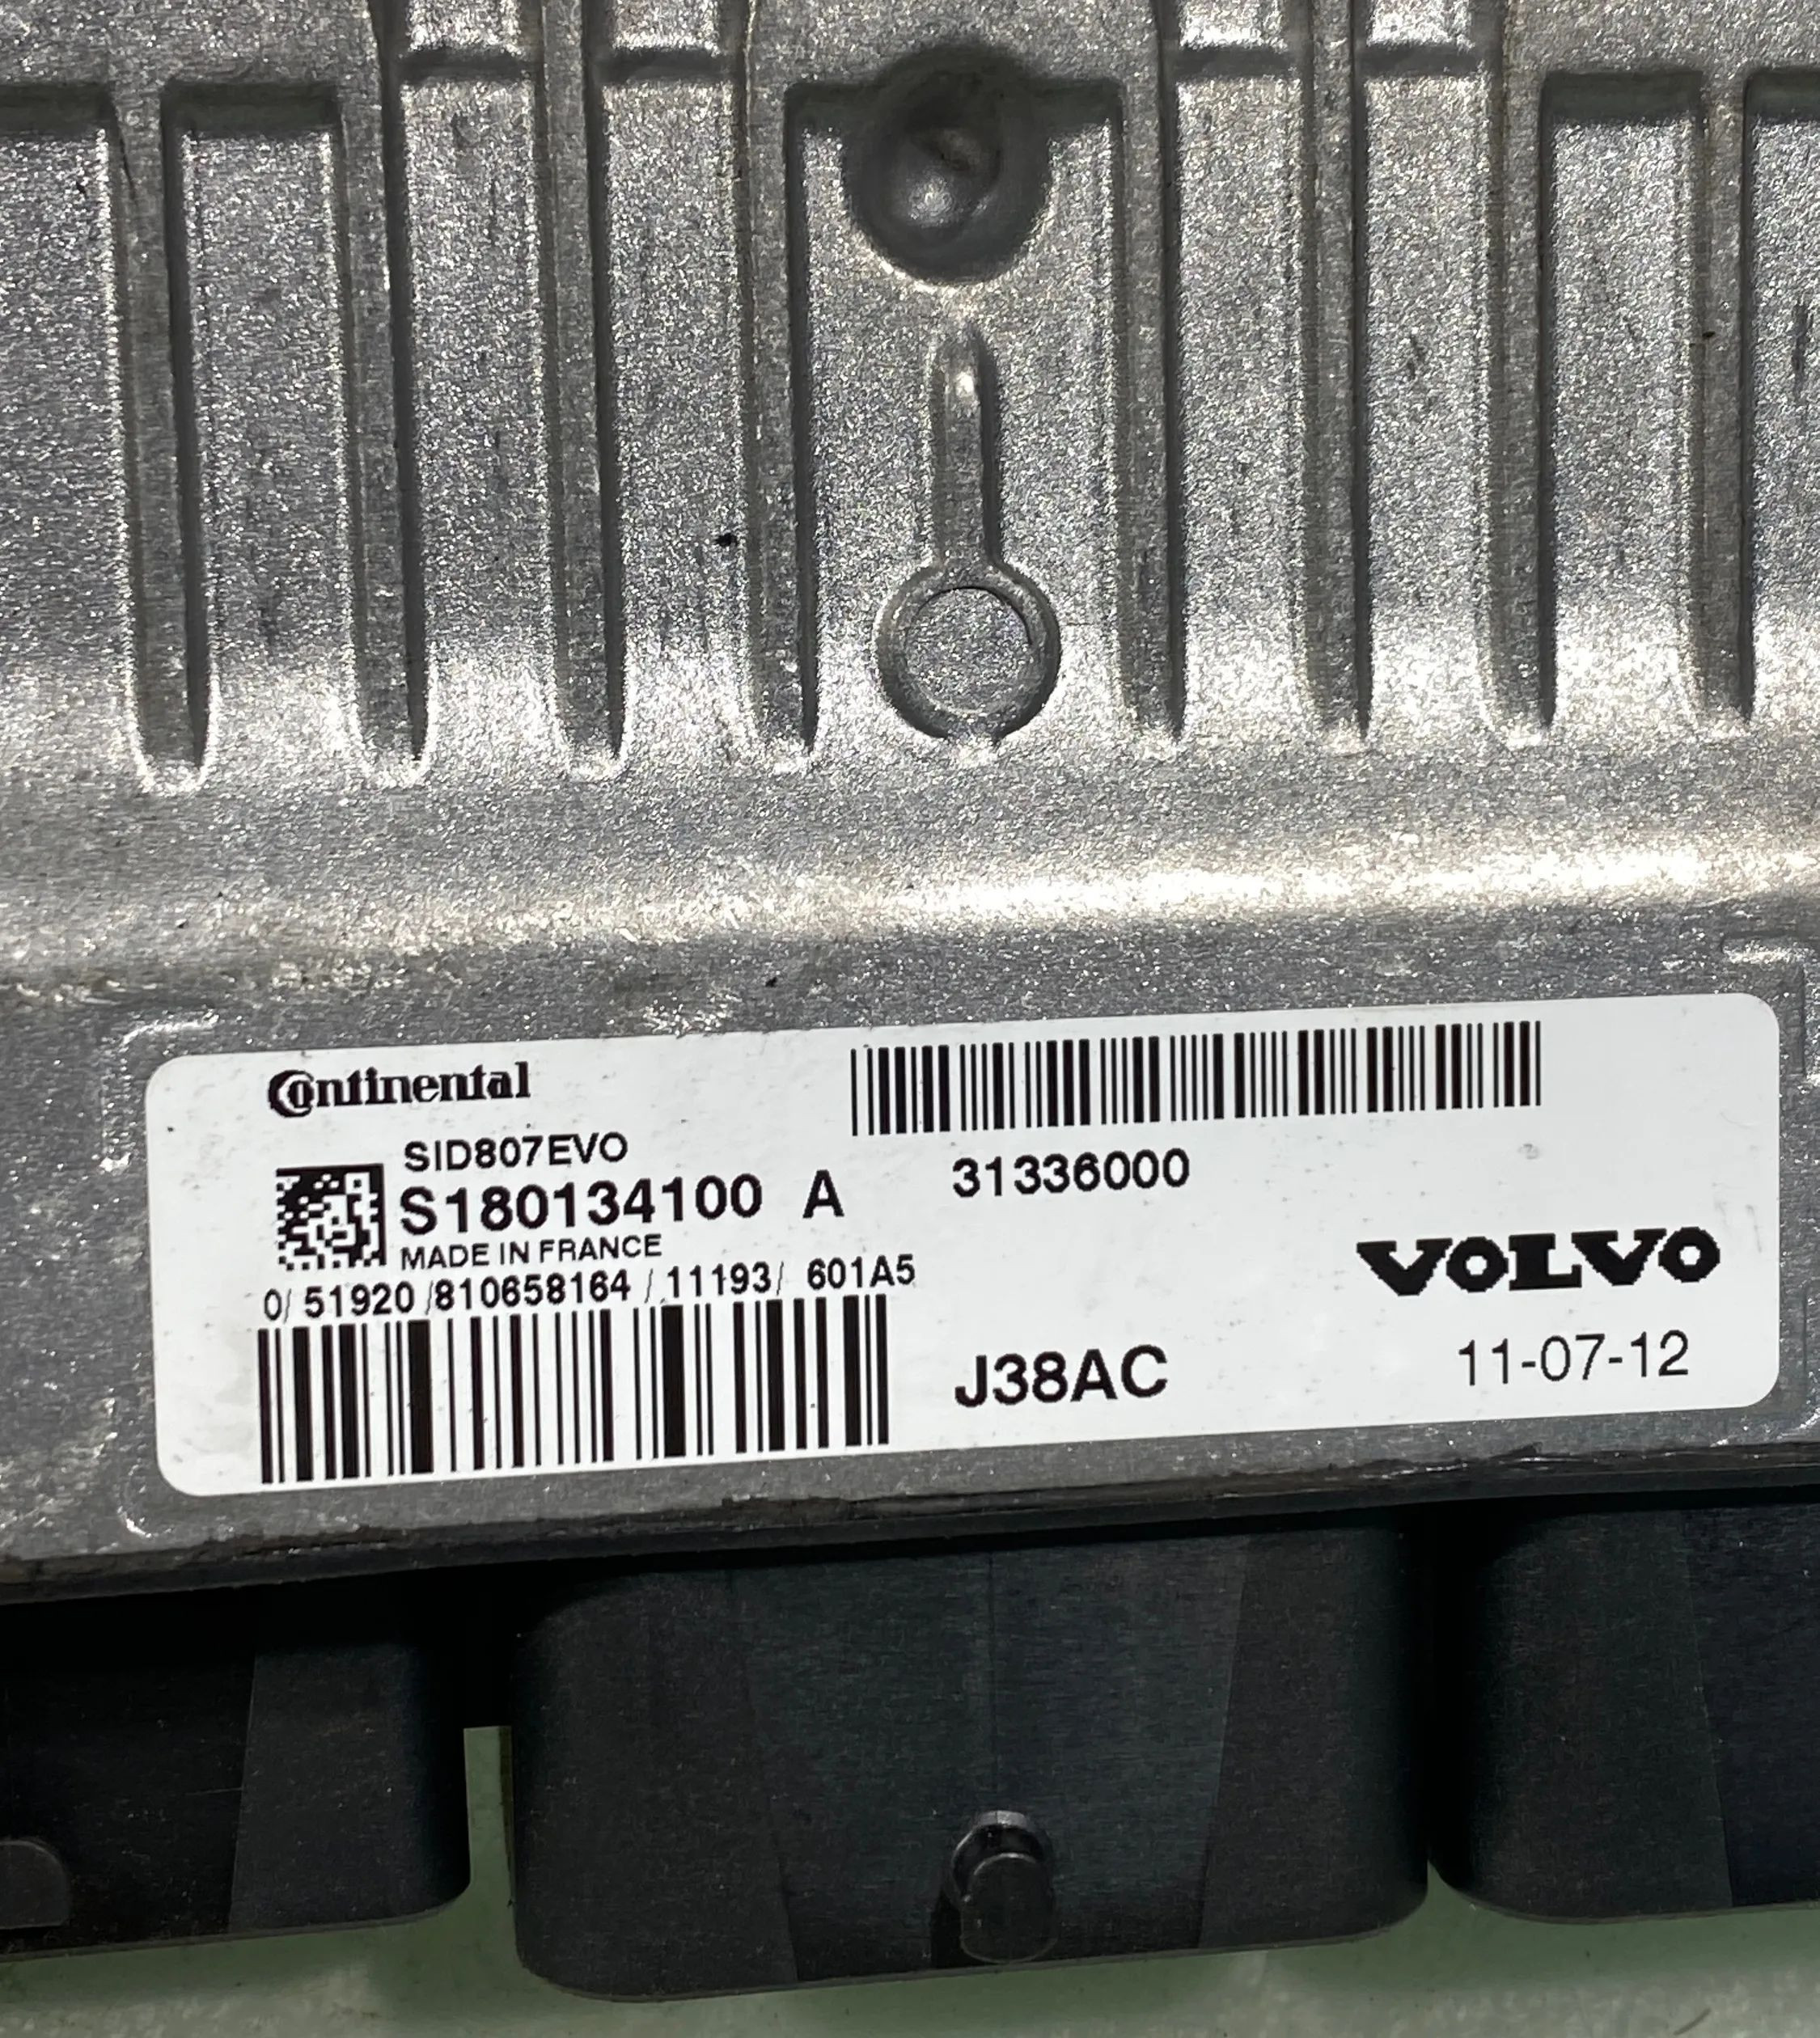 Continental
SID807EVO
S180134100 A
MADE IN FRANCE
0/ 51920 /810658164 / 11193/ 601A5
31336000
VOLVO
J38AC
11-07-12